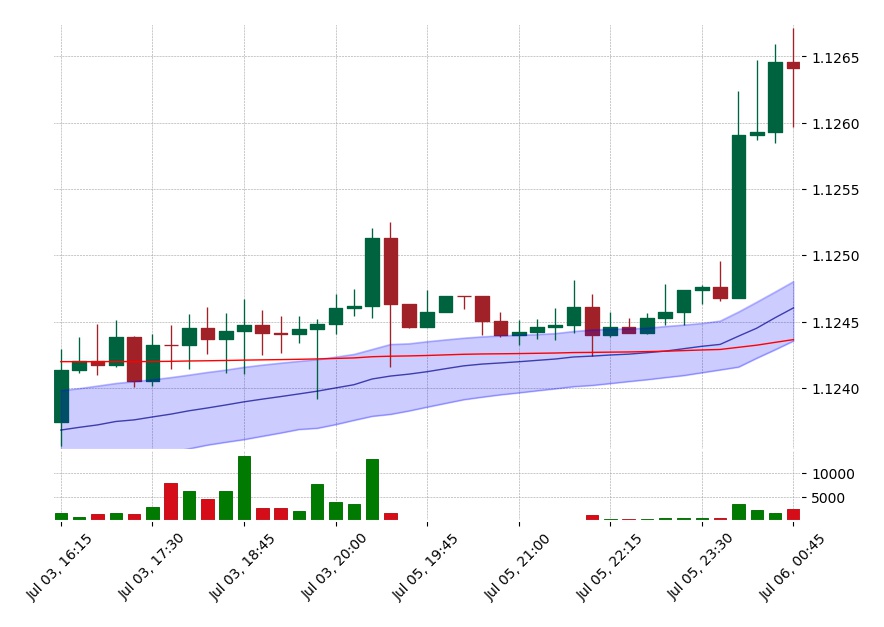 1.1265
1.1260
1.1255
1.1250
1.1245
1.1240
10000
5000
Jul 03, 16:15
Jul 03, 17:30
Jul 03, 18:45
Jul 03, 20:00
Jul 05, 19:45
Jul 05, 21:00
Jul 05, 22:15
Jul 05, 23:30
Jul 06, 00:45